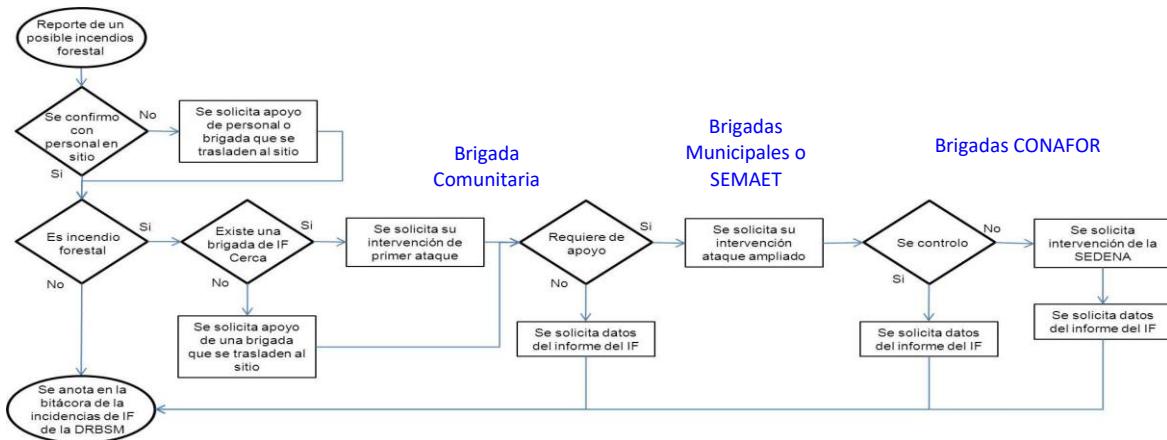 Reporte de un
posible incendios
forestal
Se confirmo con
personal en
sitio
No
Si
Se solicita apoyo
de personal o
brigada que se
trasladen al sitio
Brigada
Comunitaria
Brigadas
Municipales o
SEMAET
Brigadas CONAFOR
Es incendio
forestal
Si
No
Existe una
brigada de IF
Cerca
Si
No
Se solicita su
intervención de
primer ataque
Requiere de
apoyo
Si
No
Se solicita su
intervención
ataque ampliado
Se controlo
No
Si
Se solicita
intervención de la
SEDENA
Se solicita apoyo
de una brigada
que se trasladen al
sitio
Se solicita datos
del informe del IF
Se solicita datos
del informe del IF
Se solicita datos
del informe del IF
Se anota en la
bitácora de la
incidencias de IF
de la DRBSM